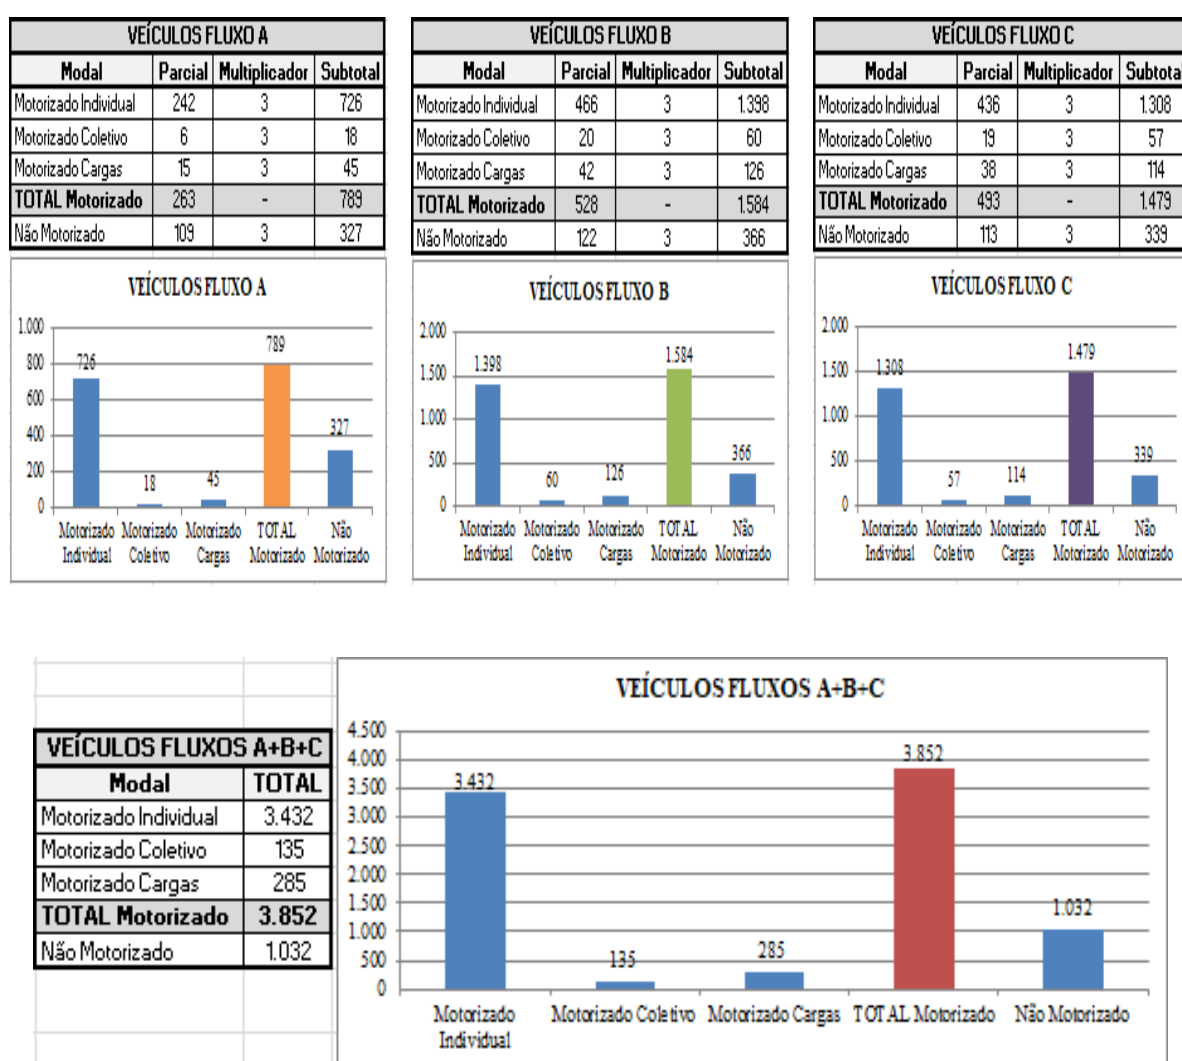 VEÍCULOS FLUXO A
Modal Parcial Multiplicador Subtotal
Motorizado Individual 242 3 726
Motorizado Coletivo 6 3 18
Motorizado Cargas 15 3 45
TOTAL Motorizado 263 - 789
Não Motorizado 109 3 327
VEÍCULOS FLUXO B
Modal Parcial Multiplicador Subtotal
Motorizado Individual 466 3 1.398
Motorizado Coletivo 20 3 60
Motorizado Cargas 42 3 126
TOTAL Motorizado 528 - 1.584
Não Motorizado 122 3 366
VEÍCULOS FLUXO C
Modal Parcial Multiplicador Subtotal
Motorizado Individual 436 3 1.308
Motorizado Coletivo 19 3 57
Motorizado Cargas 38 3 114
TOTAL Motorizado 493 - 1.479
Não Motorizado 113 3 339
VEÍCULOS FLUXO A
1.000
800
600
400
200
0
726
18
45
789
327
Motorizado Individual
Motorizado Coletivo
Motorizado Cargas
TOTAL Motorizado
Não Motorizado
VEÍCULOS FLUXO B
2.000
1.500
1.000
500
0
1.398
60
126
1.584
366
Motorizado Individual
Motorizado Coletivo
Motorizado Cargas
TOTAL Motorizado
Não Motorizado
VEÍCULOS FLUXO C
2.000
1.500
1.000
500
0
1.308
57
114
1.479
339
Motorizado Individual
Motorizado Coletivo
Motorizado Cargas
TOTAL Motorizado
Não Motorizado
VEÍCULOS FLUXOS A+B+C
Modal TOTAL
Motorizado Individual 3.432
Motorizado Coletivo 135
Motorizado Cargas 285
TOTAL Motorizado 3.852
Não Motorizado 1.032
VEÍCULOS FLUXOS A+B+C
4.500
4.000
3.500
3.000
2.500
2.000
1.500
1.000
500
0
3.432
135
285
3.852
1.032
Motorizado Individual
Motorizado Coletivo
Motorizado Cargas
TOTAL Motorizado
Não Motorizado